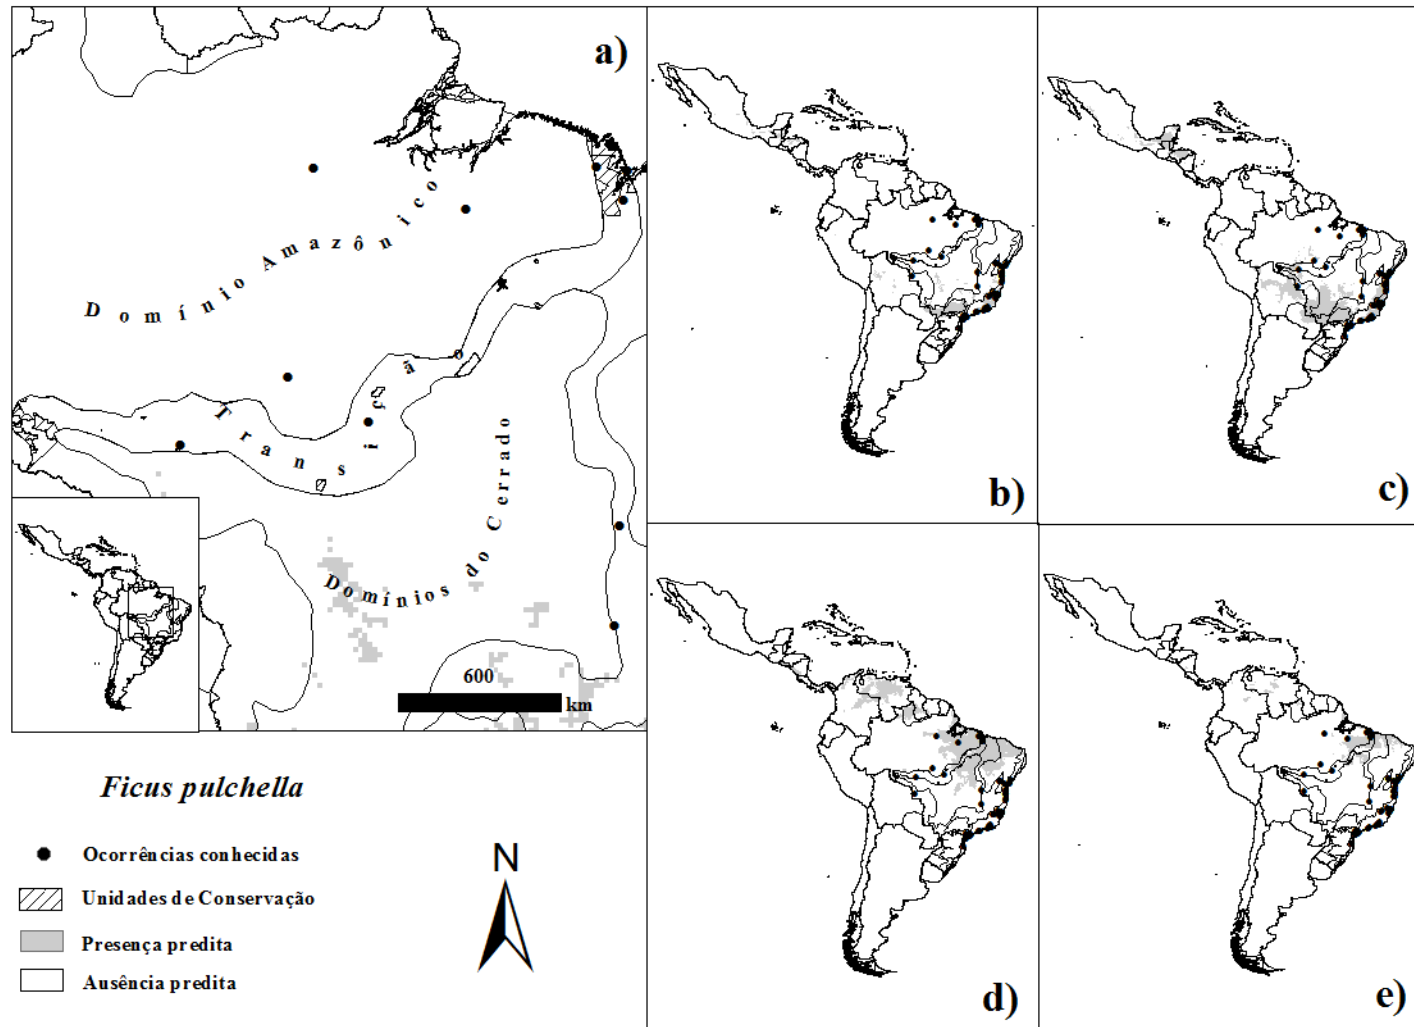 a)
b)
c)
Domínio Amazônico
Transição
Domínios do Cerrado
600
km
d)
e)
Ficus pulchella
Ocorrências conhecidas
Unidades de Conservação
Presença predita
Ausência predita
N